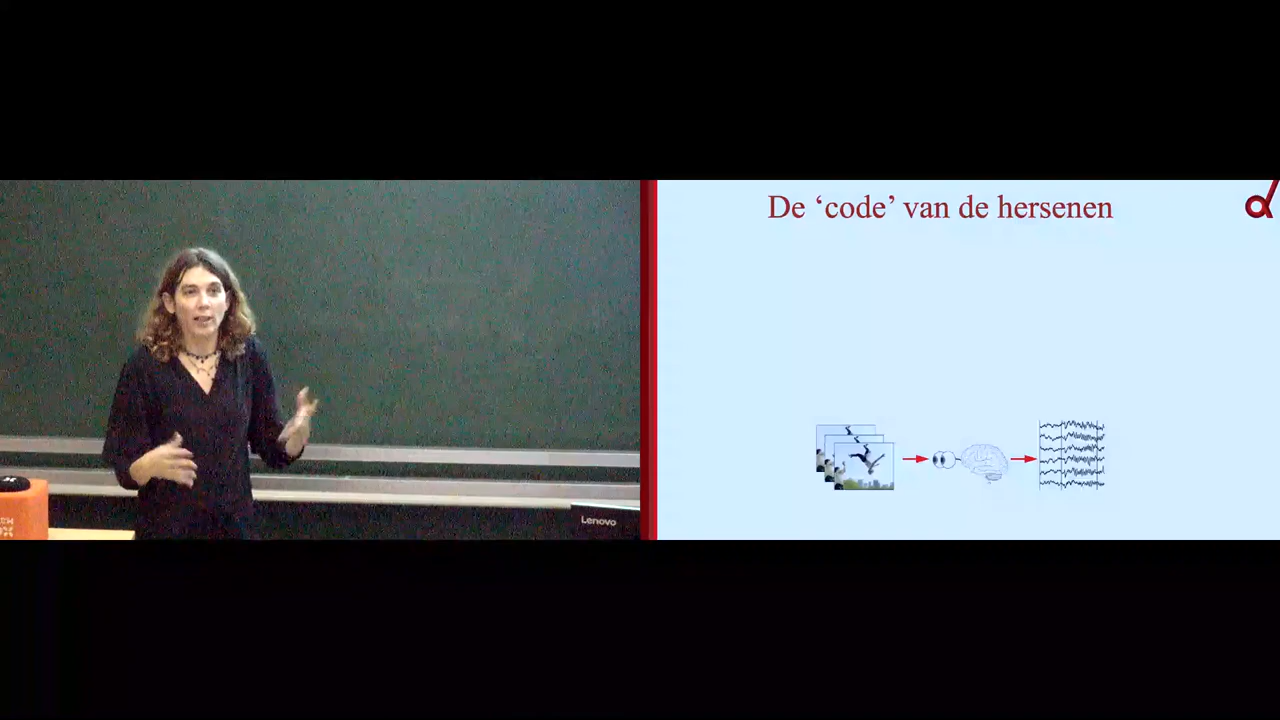 De ‘code’ van de hersenen
Lenovo